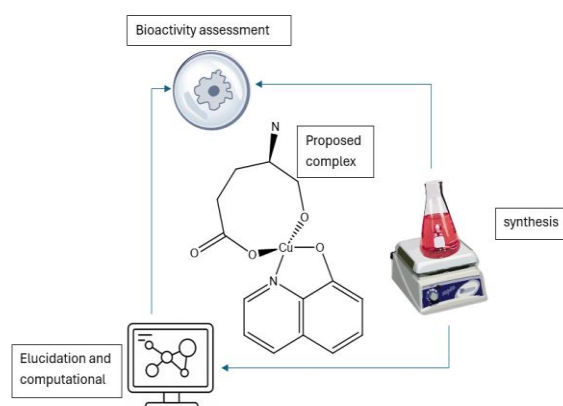 Bioactivity assessment
N
Proposed
complex
O
synthesis
O
O
Cu
O
N
Elucidation and
computational